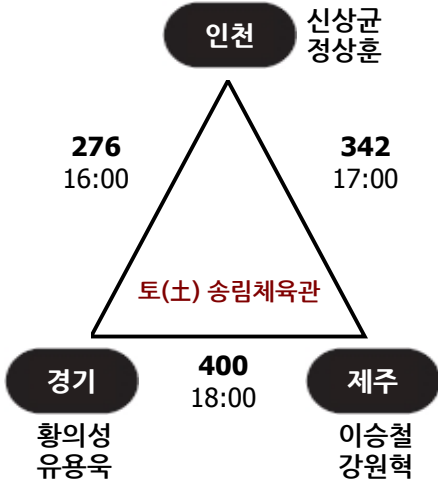 인천
신상균
정상훈
276
16:00
342
17:00
토(土) 송림체육관
경기
400
18:00
제주
황의성
유용욱
이승철
강원혁